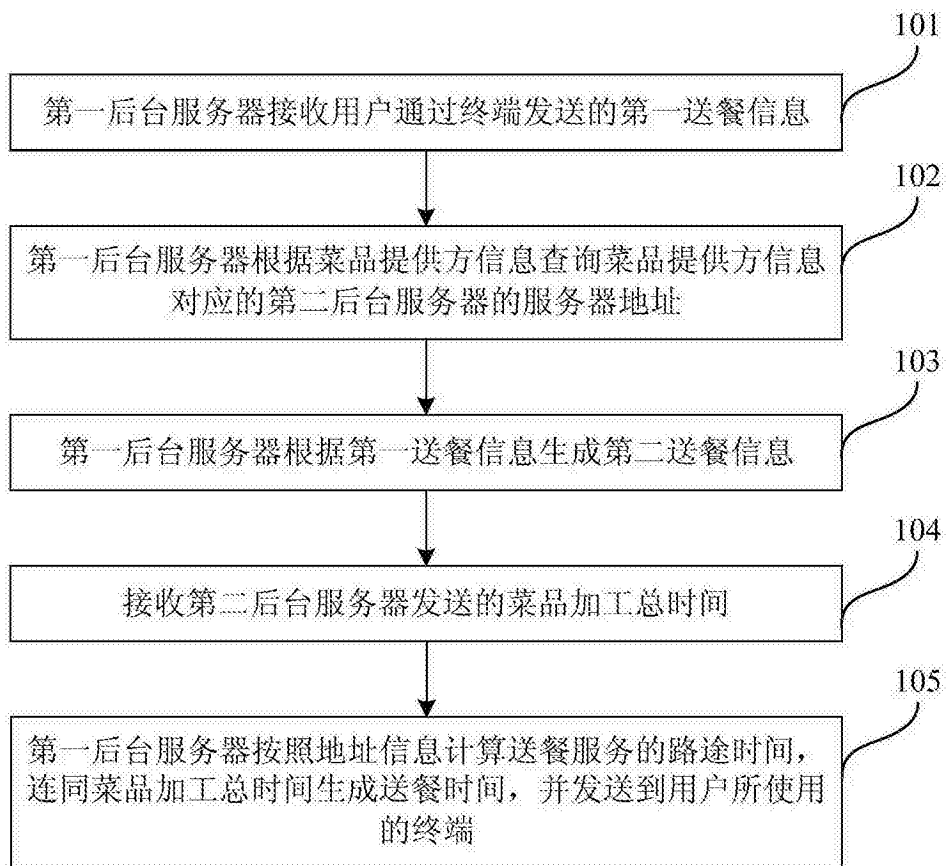 101
第一后台服务器接收用户通过终端发送的第一送餐信息
102
第一后台服务器根据菜品提供方信息查询菜品提供方信息
对应的第二后台服务器的服务器地址
103
第一后台服务器根据第一送餐信息生成第二送餐信息
104
接收第二后台服务器发送的菜品加工总时间
105
第一后台服务器按照地址信息计算送餐服务的路途时间，
连同菜品加工总时间生成送餐时间，并发送到用户所使用
的终端